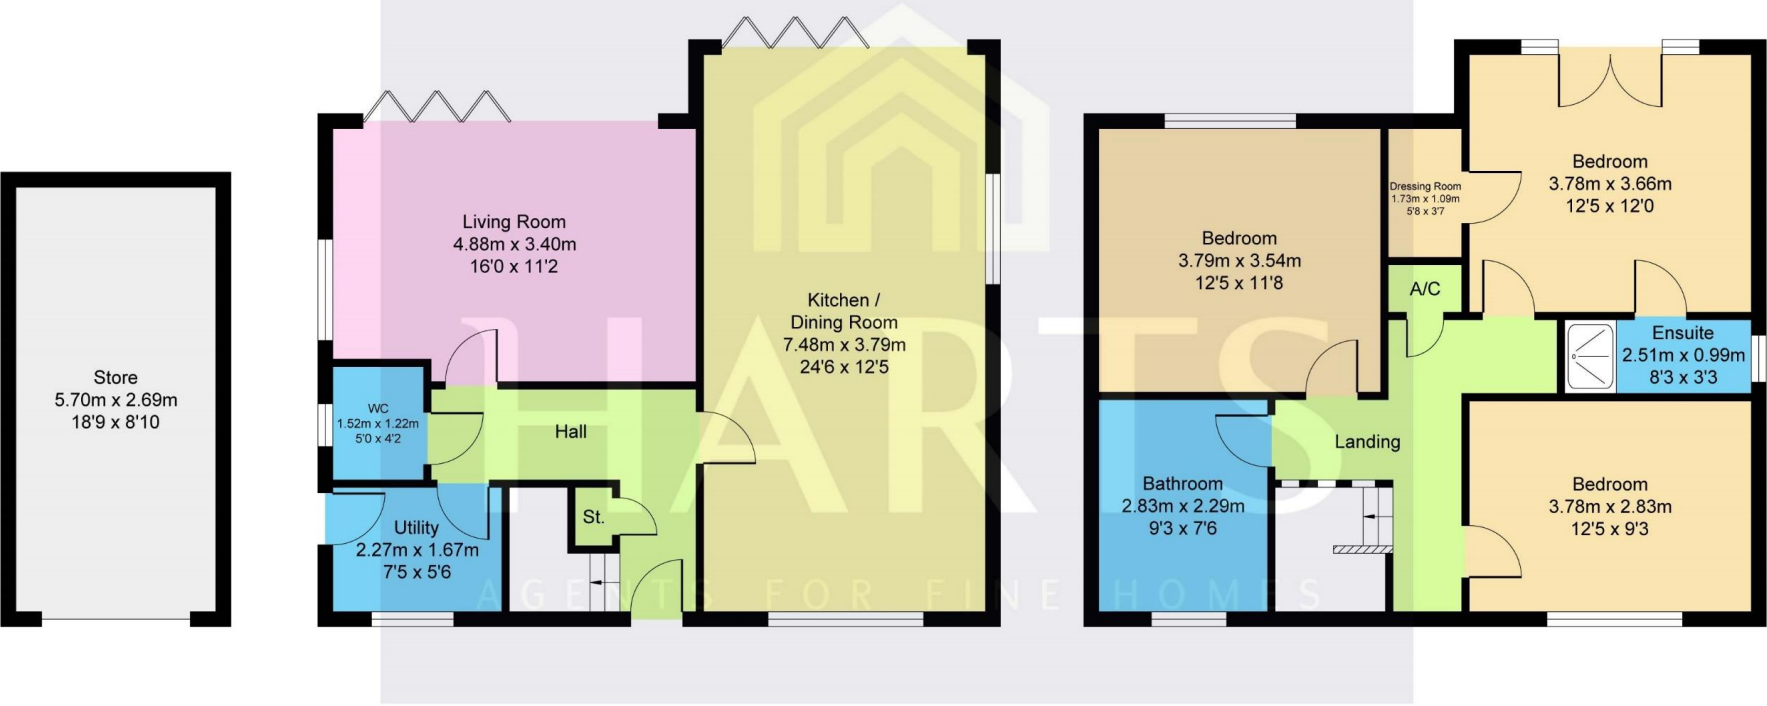 Store
5.70m x 2.69m
18'9 x 8'10
Living Room
4.88m x 3.40m
16'0 x 11'2
Kitchen /
Dining Room
7.48m x 3.79m
24'6 x 12'5
WC
1.52m x 1.22m
5'0 x 4'2
Hall
St.
Utility
2.27m x 1.67m
7'5 x 5'6
Bedroom
3.79m x 3.54m
12'5 x 11'8
Dressing Room
1.73m x 1.09m
5'8 x 3'7
Bedroom
3.78m x 3.66m
12'5 x 12'0
A/C
Ensuite
2.51m x 0.99m
8'3 x 3'3
Landing
Bathroom
2.83m x 2.29m
9'3 x 7'6
Bedroom
3.78m x 2.83m
12'5 x 9'3
HARTS
AGENTS FOR FINE HOMES